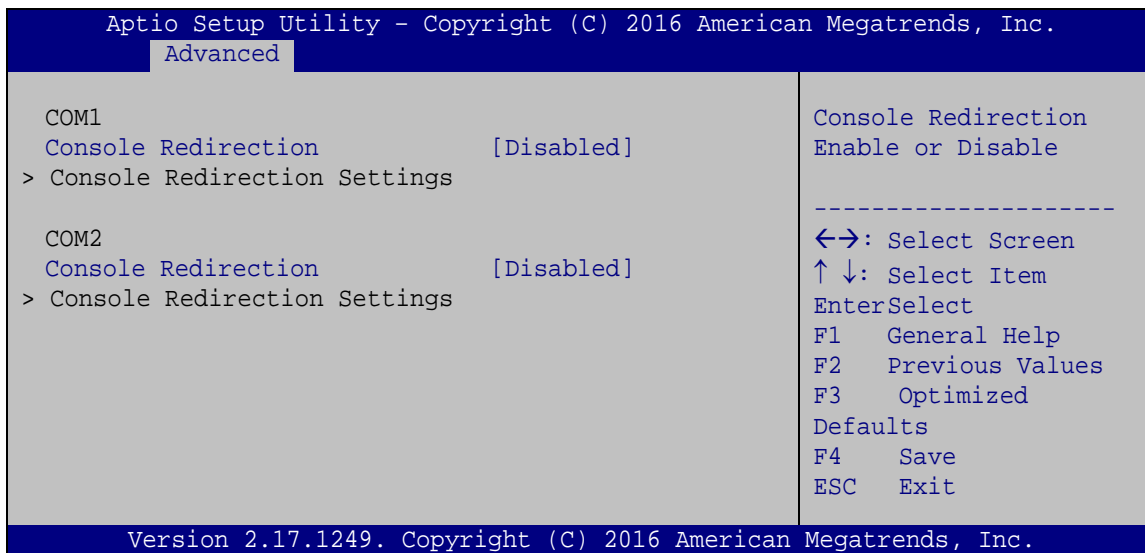 Aptio Setup Utility – Copyright (C) 2016 American Megatrends, Inc.
Advanced
COM1
Console Redirection [Disabled]
> Console Redirection Settings
COM2
Console Redirection [Disabled]
> Console Redirection Settings
Console Redirection
Enable or Disable
---------------------
←→: Select Screen
↑ ↓: Select Item
EnterSelect
F1 General Help
F2 Previous Values
F3 Optimized
Defaults
F4 Save
ESC Exit
Version 2.17.1249. Copyright (C) 2016 American Megatrends, Inc.